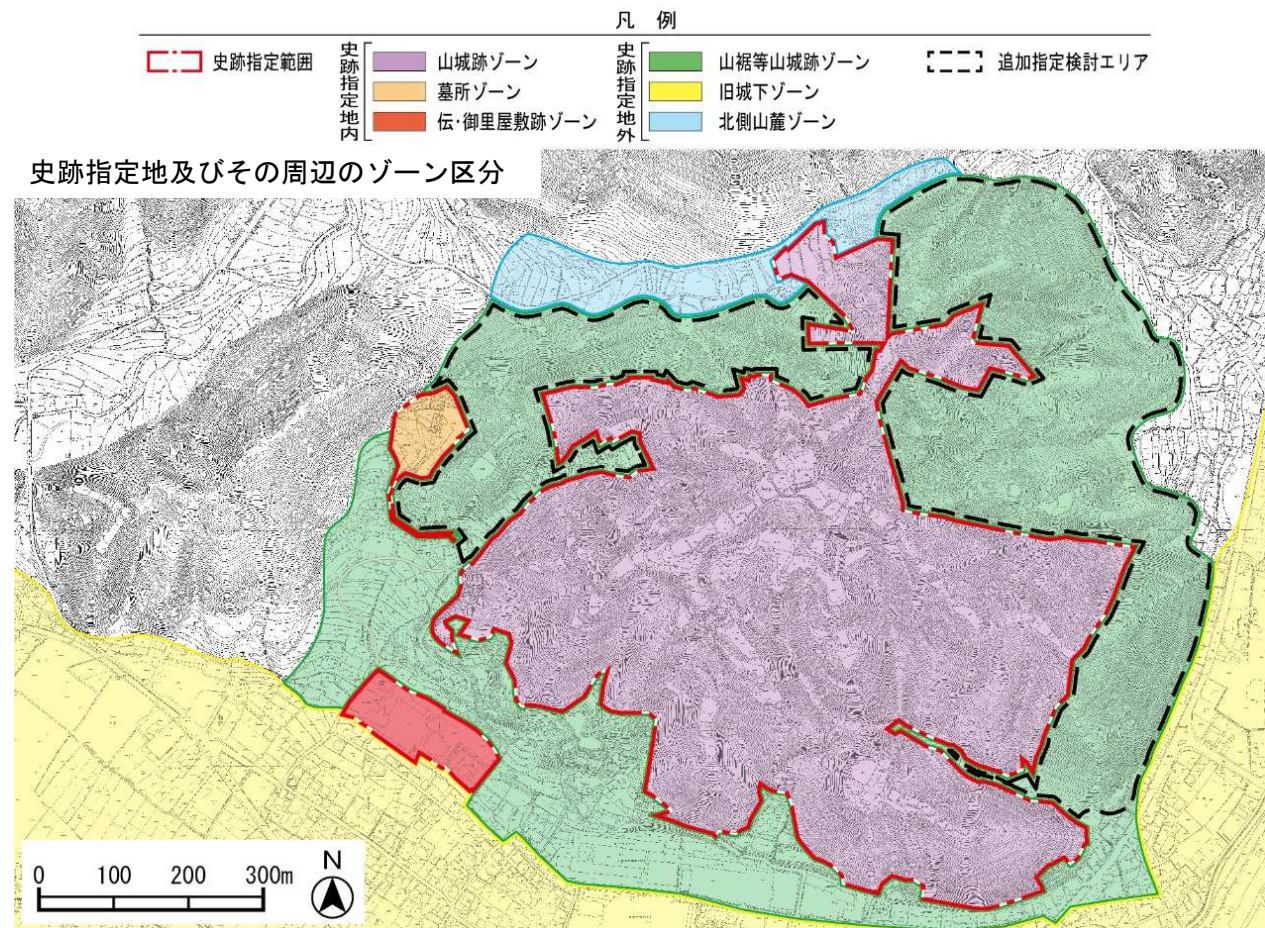 凡 例
史跡指定範囲
史跡指定地内
山城跡ゾーン
墓所ゾーン
伝・御里屋敷跡ゾーン
史跡指定地外
山裾等山城跡ゾーン
旧城下ゾーン
北側山麓ゾーン
追加指定検討エリア
史跡指定地及びその周辺のゾーン区分
0 100 200 300m
N